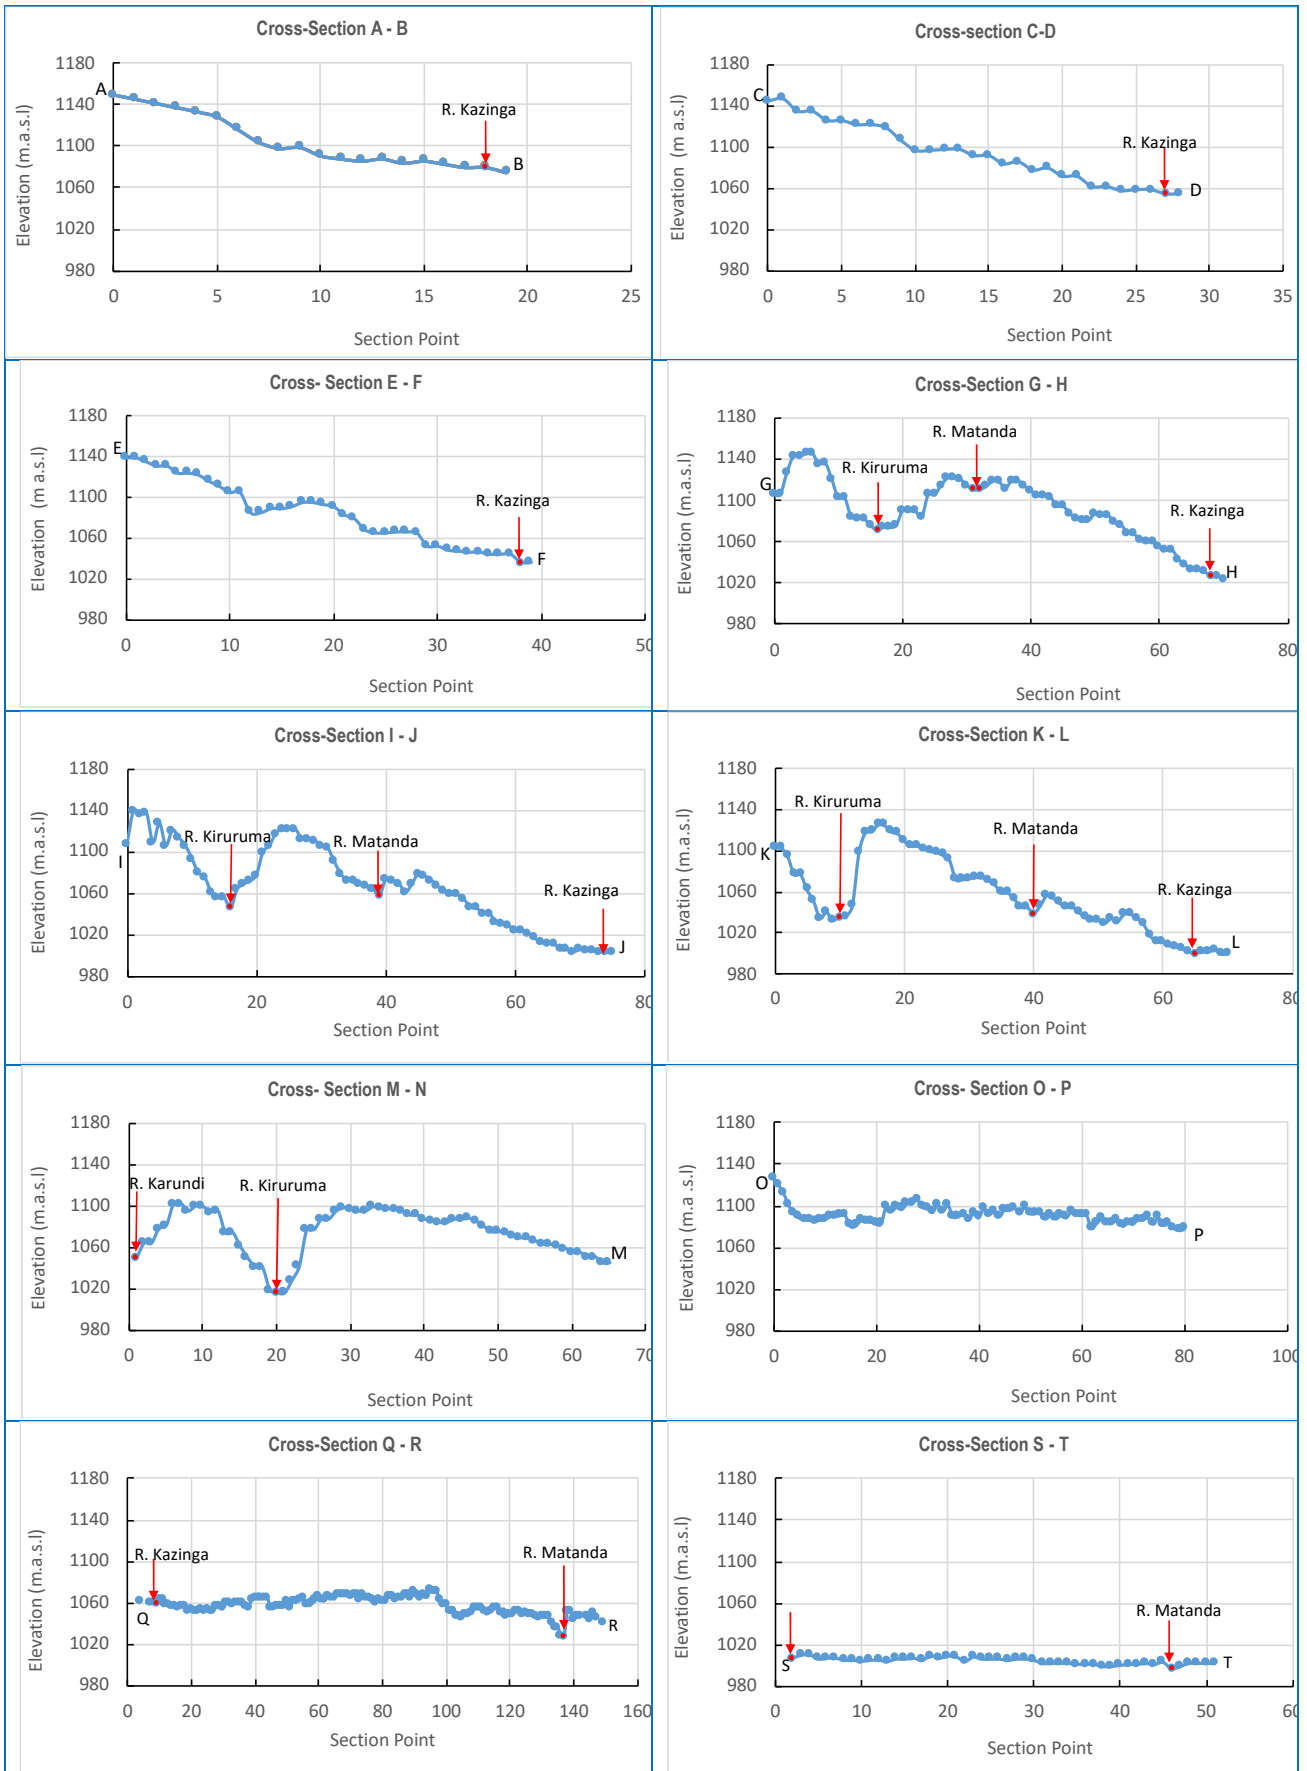 Cross-Section A - B
Elevation (m.a.s.l)
1180
1140
1100
1060
1020
980
A
R. Kazinga
B
0 5 10 15 20 25
Section Point
Cross-section C-D
Elevation (m a.s.l)
1180
1140
1100
1060
1020
980
C
R. Kazinga
D
0 5 10 15 20 25 30 35
Section Point
Cross- Section E - F
Elevation (m a.s.l)
1180
1140
1100
1060
1020
980
E
R. Kazinga
F
0 10 20 30 40 50
Section Point
Cross-Section G - H
Elevation (m.a.s.l)
1180
1140
1100
1060
1020
980
G
R. Kiruruma
R. Matanda
R. Kazinga
H
0 20 40 60 80
Section Point
Cross-Section I - J
Elevation (m.a.s.l)
1180
1140
1100
1060
1020
980
I
R. Kiruruma
R. Matanda
R. Kazinga
J
0 20 40 60 80
Section Point
Cross-Section K - L
Elevation (m.a.s.l)
1180
1140
1100
1060
1020
980
K
R. Kiruruma
R. Matanda
R. Kazinga
L
0 20 40 60 80
Section Point
Cross- Section M - N
Elevation (m.a.s.l)
1180
1140
1100
1060
1020
980
R. Karundi
R. Kiruruma
M
0 10 20 30 40 50 60 70
Section Point
Cross- Section O - P
Elevation (m.a .s.l)
1180
1140
1100
1060
1020
980
O
P
0 20 40 60 80 100
Section Point
Cross-Section Q - R
Elevation (m.a.s.l)
1180
1140
1100
1060
1020
980
R. Kazinga
Q
R. Matanda
R
0 20 40 60 80 100 120 140 160
Section Point
Cross-Section S - T
Elevation (m.a.s.l)
1180
1140
1100
1060
1020
980
S
R. Matanda
T
0 10 20 30 40 50 60
Section Point